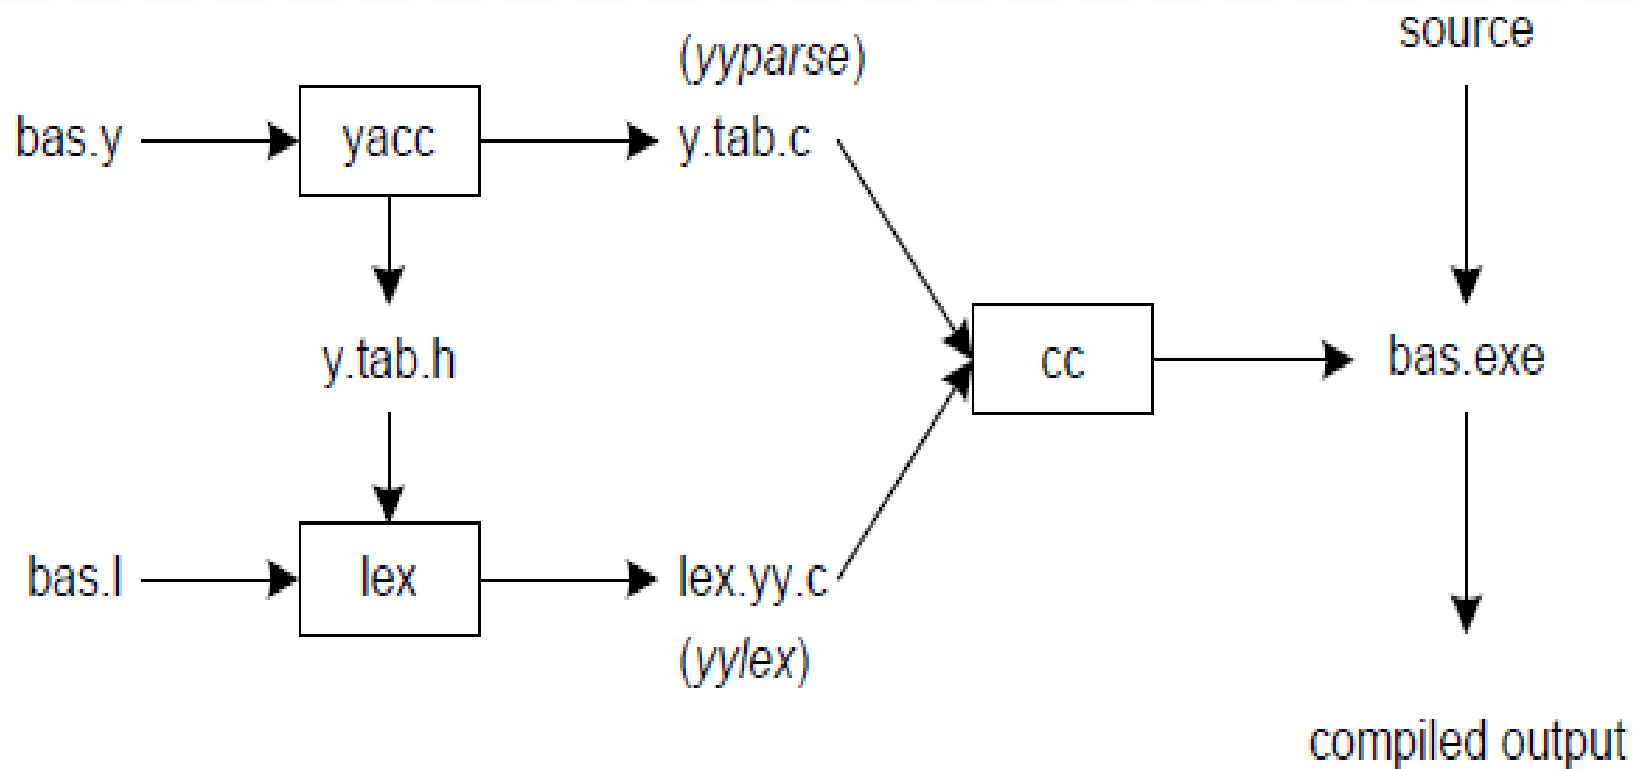 source
(yyparse)
bas.y
yacc
y.tab.c
y.tab.h
cc
bas.exe
bas.l
lex
lex.yy.c
(yylex)
compiled output